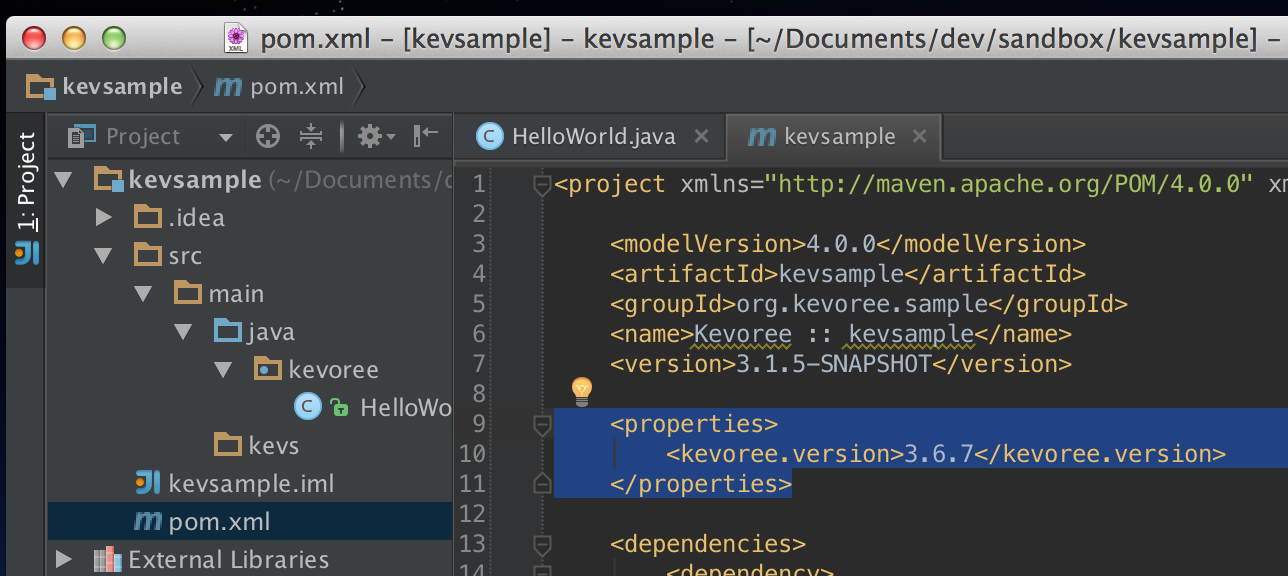 pom.xml – [kevsample] – kevsample – [~/Documents/dev/sandbox/kevsample] –
kevsample pom.xml
1: Project
Project
kevsample (~/Documents/
.idea
src
main
java
kevoree
HelloWo
kevs
kevsample.iml
pom.xml
External Libraries
HelloWorld.java kevsample
1 <project xmlns="http://maven.apache.org/POM/4.0.0" xm
2
3 <modelVersion>4.0.0</modelVersion>
4 <artifactId>kevsample</artifactId>
5 <groupId>org.kevoree.sample</groupId>
6 <name>Kevoree :: kevsample</name>
7 <version>3.1.5-SNAPSHOT</version>
8
9 <properties>
10 <kevoree.version>3.6.7</kevoree.version>
11 </properties>
12
13 <dependencies>
14 <dependency>